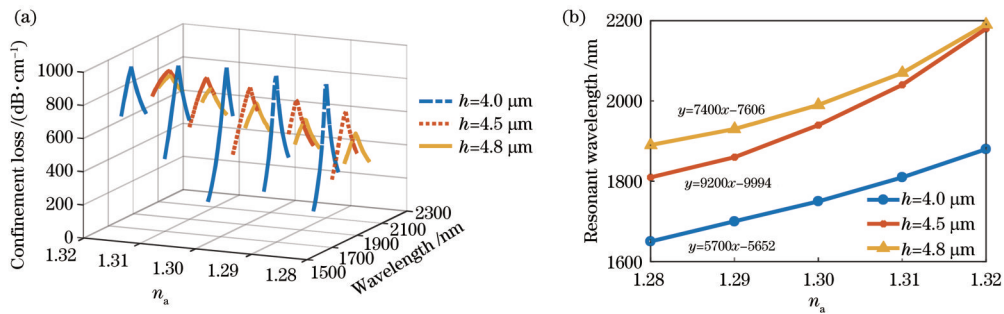 (a)
Confinement loss /(dB·cm⁻¹)
1000
800
600
400
200
0
1.32
1.31
1.30
1.29
1.28
nₐ
1500
1700
1900
2100
2300
Wavelength /nm
h=4.0 μm
h=4.5 μm
h=4.8 μm
(b)
Resonant wavelength /nm
2200
2000
1800
1600
y=7400x−7606
y=9200x−9994
y=5700x−5652
h=4.0 μm
h=4.5 μm
h=4.8 μm
1.28
1.29
1.30
1.31
1.32
nₐ